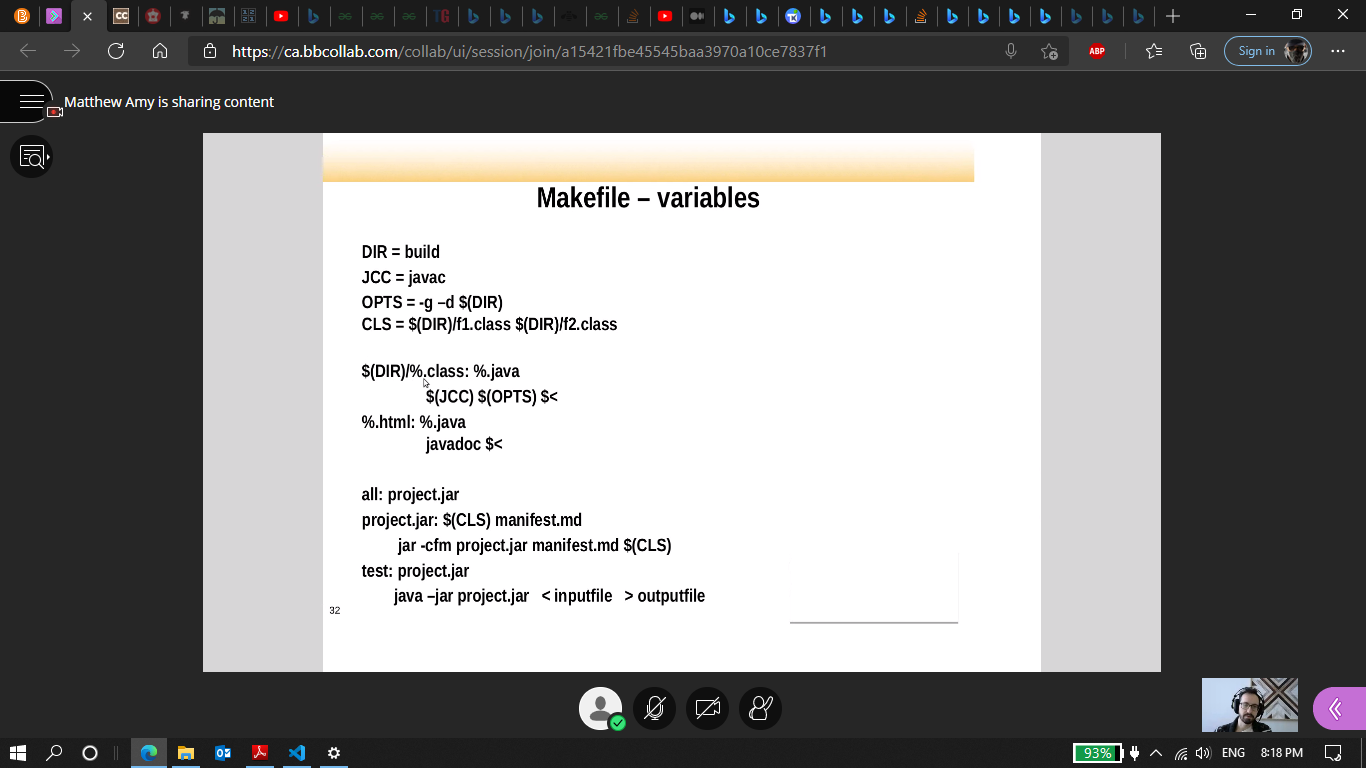 https://ca.bbcollab.com/collab/ui/session/join/a15421fbe45545baa3970a10ce7837f1
ABP
Sign in
Matthew Amy is sharing content
Makefile – variables
DIR = build
JCC = javac
OPTS = -g –d $(DIR)
CLS = $(DIR)/f1.class $(DIR)/f2.class
$(DIR)/%.class: %.java
$(JCC) $(OPTS) $<
%.html: %.java
javadoc $<
all: project.jar
project.jar: $(CLS) manifest.md
jar -cfm project.jar manifest.md $(CLS)
test: project.jar
java –jar project.jar < inputfile > outputfile
32
93%
ENG
8:18 PM